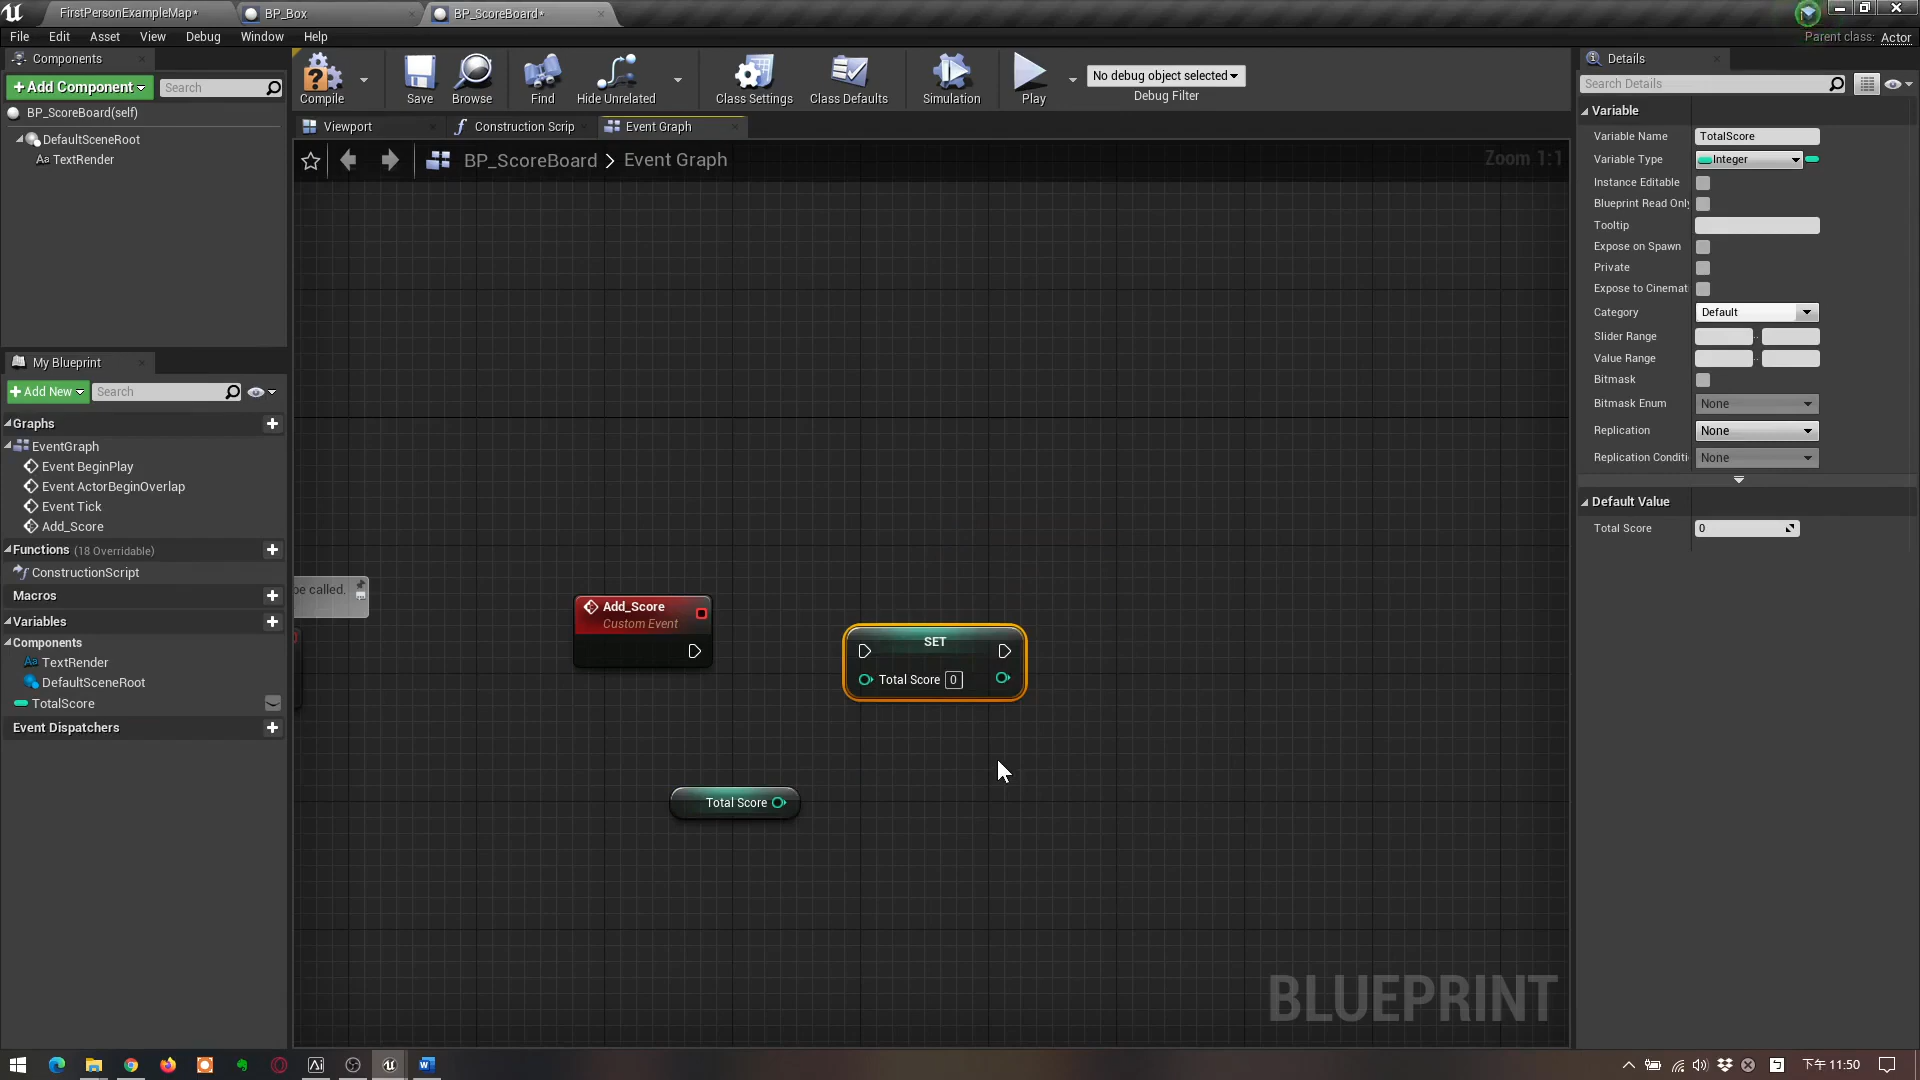 FirstPersonExampleMap*
BP_Box
BP_ScoreBoard*
File Edit Asset View Debug Window Help
Parent class: Actor
Components
+ Add Component
Search
BP_ScoreBoard(self)
DefaultSceneRoot
TextRender
My Blueprint
+ Add New
Search
Graphs
EventGraph
Event BeginPlay
Event ActorBeginOverlap
Event Tick
Add_Score
Functions (18 Overridable)
ConstructionScript
Macros
Variables
Components
TextRender
DefaultSceneRoot
TotalScore
Event Dispatchers
Compile
Save
Browse
Find
Hide Unrelated
Class Settings
Class Defaults
Simulation
Play
No debug object selected
Debug Filter
Viewport
Construction Scrip
Event Graph
BP_ScoreBoard > Event Graph
Zoom 1:1
be called.
Add_Score
Custom Event
SET
Total Score 0
Total Score
BLUEPRINT
Details
Search Details
Variable
Variable Name TotalScore
Variable Type Integer
Instance Editable
Blueprint Read Only
Tooltip
Expose on Spawn
Private
Expose to Cinemati
Category Default
Slider Range
Value Range
Bitmask
Bitmask Enum None
Replication None
Replication Conditi None
Default Value
Total Score 0
下午 11:50